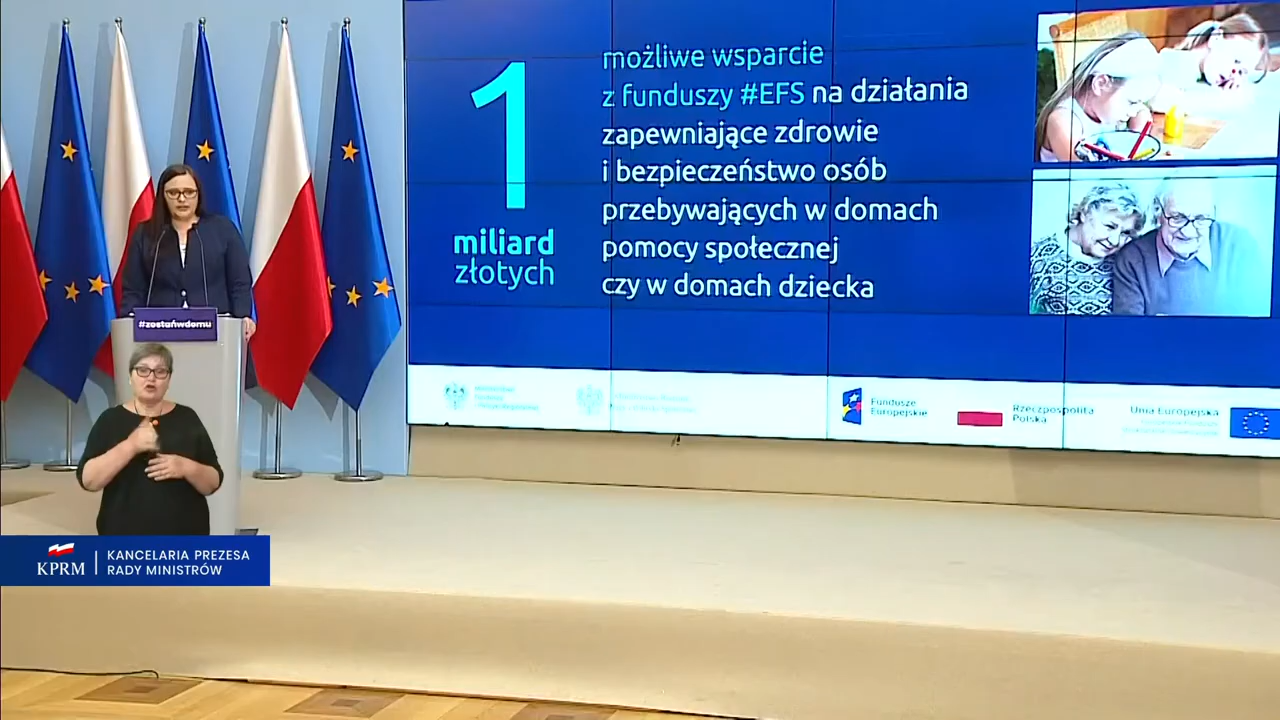 1
miliard
złotych
możliwe wsparcie
z funduszy #EFS na działania
zapewniające zdrowie
i bezpieczeństwo osób
przebywających w domach
pomocy społecznej
czy w domach dziecka
#zostańwdomu
Fundusze
Europejskie
Rzeczpospolita
Polska
Unia Europejska
KPRM
KANCELARIA PREZESA
RADY MINISTRÓW